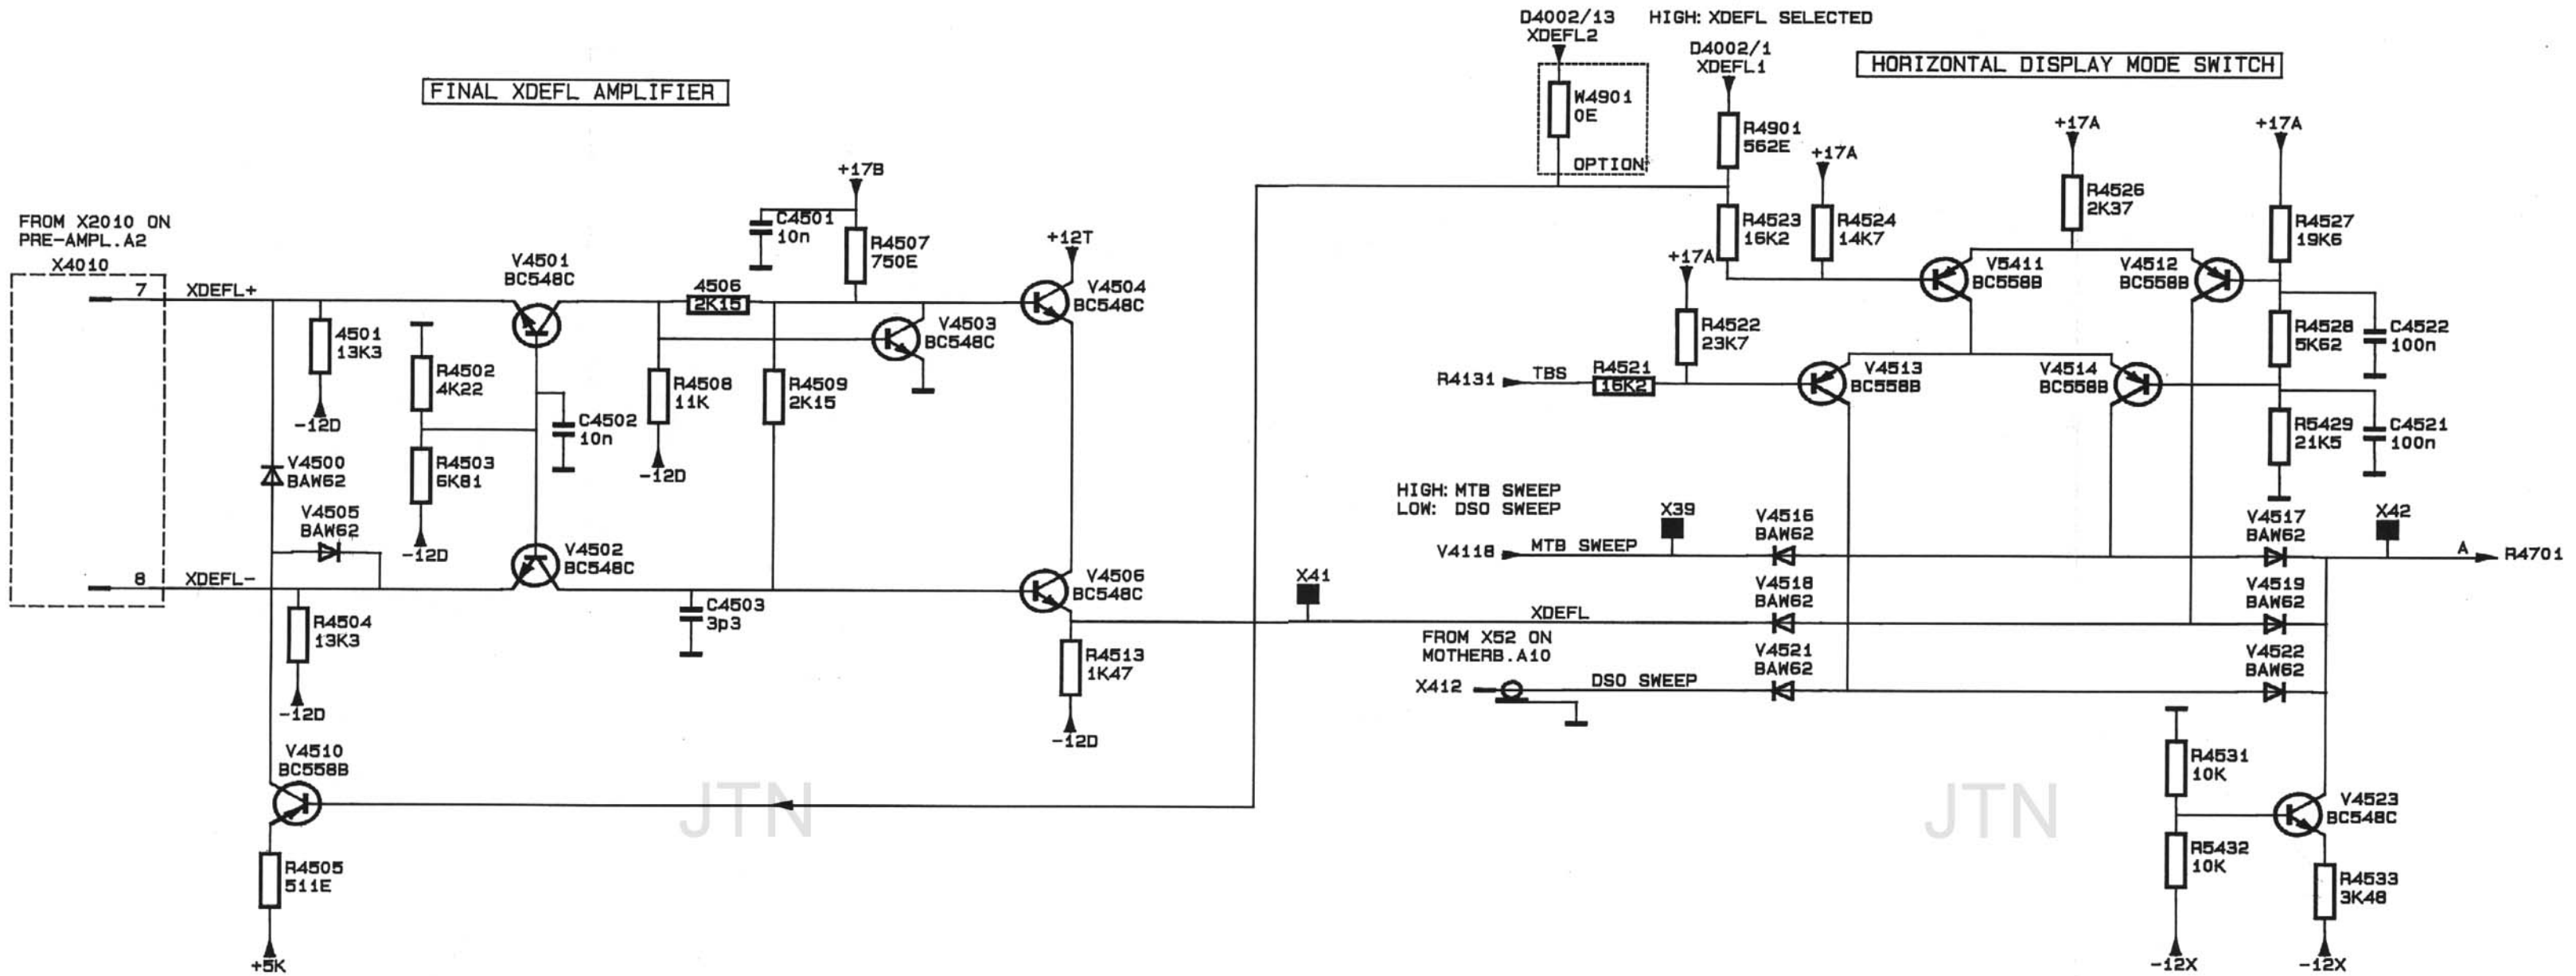 FINAL XDEFL AMPLIFIER
D4002/13
XDEFL2
HIGH: XDEFL SELECTED
D4002/1
XDEFL1
HORIZONTAL DISPLAY MODE SWITCH
W4901
0E
OPTION
R4901
562E
+17A
+17A
+17A
+17B
C4501
10n
R4507
750E
+12T
R4523
16K2
R4524
14K7
R4526
2K37
R4527
19K6
FROM X2010 ON
PRE-AMPL.A2
X4010
7
XDEFL+
V4501
BC548C
4506
2K15
V4504
BC548C
V4503
BC548C
+17A
V5411
BC558B
V4512
BC558B
4501
13K3
-12D
R4502
4K22
R4508
11K
R4509
2K15
R4522
23K7
R4528
5K62
C4522
100n
R4131
TBS
R4521
16K2
V4513
BC558B
V4514
BC558B
C4502
10n
-12D
R5429
21K5
C4521
100n
V4500
BAW62
R4503
6K81
-12D
V4505
BAW62
HIGH: MTB SWEEP
LOW: DSO SWEEP
X39
V4516
BAW62
V4517
BAW62
X42
V4118
MTB SWEEP
A
R4701
8
XDEFL-
V4502
BC548C
V4506
BC548C
X41
V4518
BAW62
V4519
BAW62
C4503
3p3
XDEFL
R4504
13K3
-12D
R4513
1K47
-12D
FROM X52 ON
MOTHERB.A10
V4521
BAW62
V4522
BAW62
X412
DSO SWEEP
V4510
BC558B
JTN
JTN
R4531
10K
V4523
BC548C
R4505
511E
+5K
R5432
10K
R4533
3K48
-12X
-12X